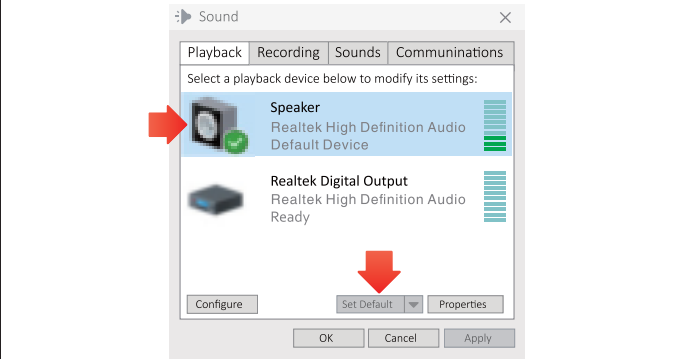 Sound
Playback Recording Sounds Communinations
Select a playback device below to modify its settings:
Speaker
Realtek High Definition Audio
Default Device
Realtek Digital Output
Realtek High Definition Audio
Ready
Configure Set Default Properties
OK Cancel Apply